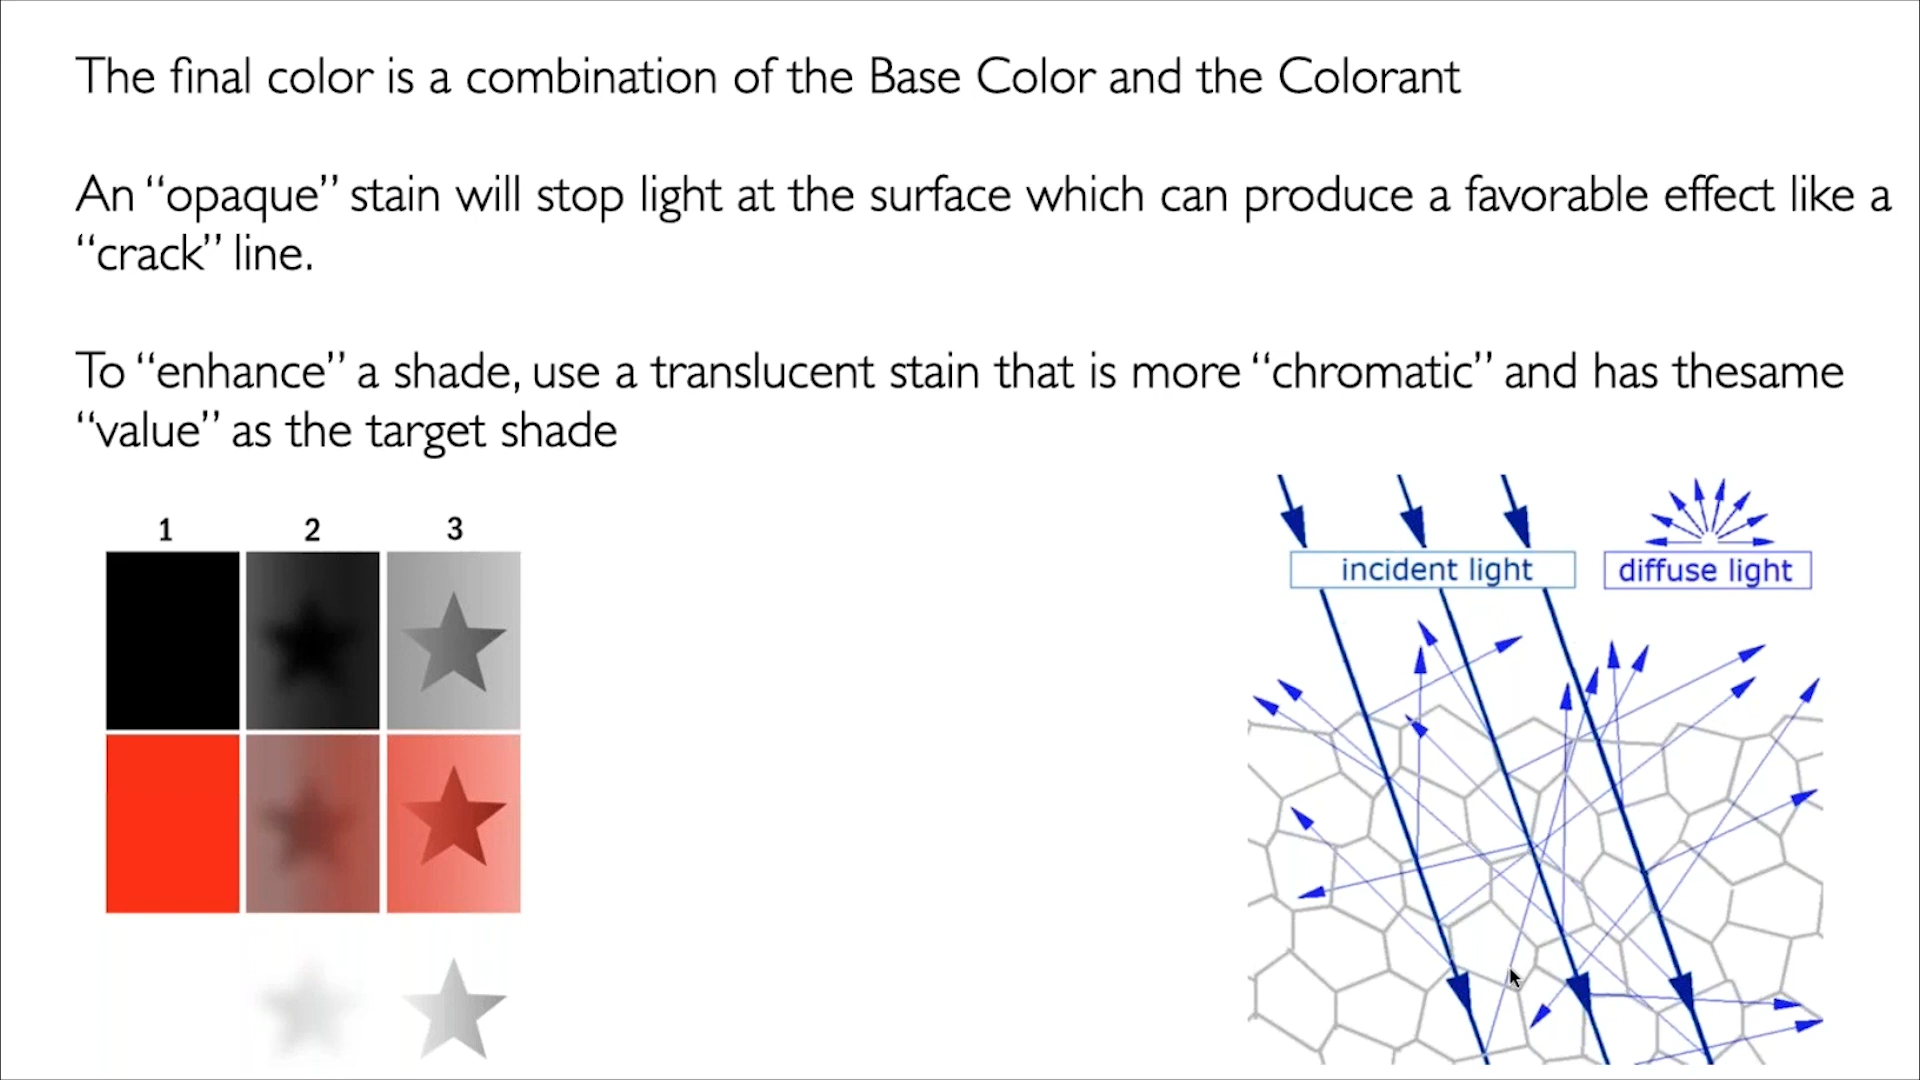 The final color is a combination of the Base Color and the Colorant
An “opaque” stain will stop light at the surface which can produce a favorable effect like a
“crack” line.
To “enhance” a shade, use a translucent stain that is more “chromatic” and has thesame
“value” as the target shade
1 2 3
incident light
diffuse light